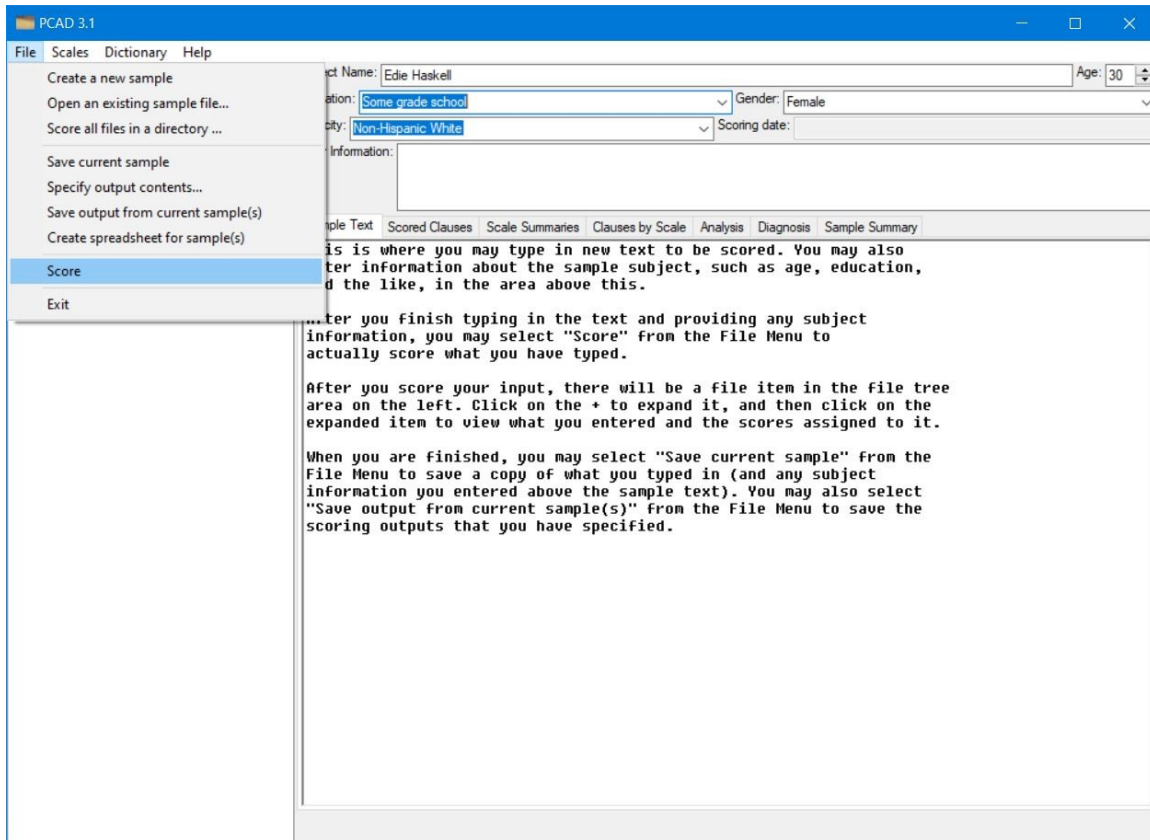 PCAD 3.1
File Scales Dictionary Help
Create a new sample
Open an existing sample file...
Score all files in a directory ...
Save current sample
Specify output contents...
Save output from current sample(s)
Create spreadsheet for sample(s)
Score
Exit
ect Name: Edie Haskell Age: 30
ation: Some grade school Gender: Female
city: Non-Hispanic White Scoring date:
Information:
mple Text Scored Clauses Scale Summaries Clauses by Scale Analysis Diagnosis Sample Summary
is is where you may type in new text to be scored. You may also
ter information about the sample subject, such as age, education,
d the like, in the area above this.
After you finish typing in the text and providing any subject
information, you may select "Score" from the File Menu to
actually score what you have typed.
After you score your input, there will be a file item in the file tree
area on the left. Click on the + to expand it, and then click on the
expanded item to view what you entered and the scores assigned to it.
When you are finished, you may select "Save current sample" from the
File Menu to save a copy of what you typed in (and any subject
information you entered above the sample text). You may also select
"Save output from current sample(s)" from the File Menu to save the
scoring outputs that you have specified.